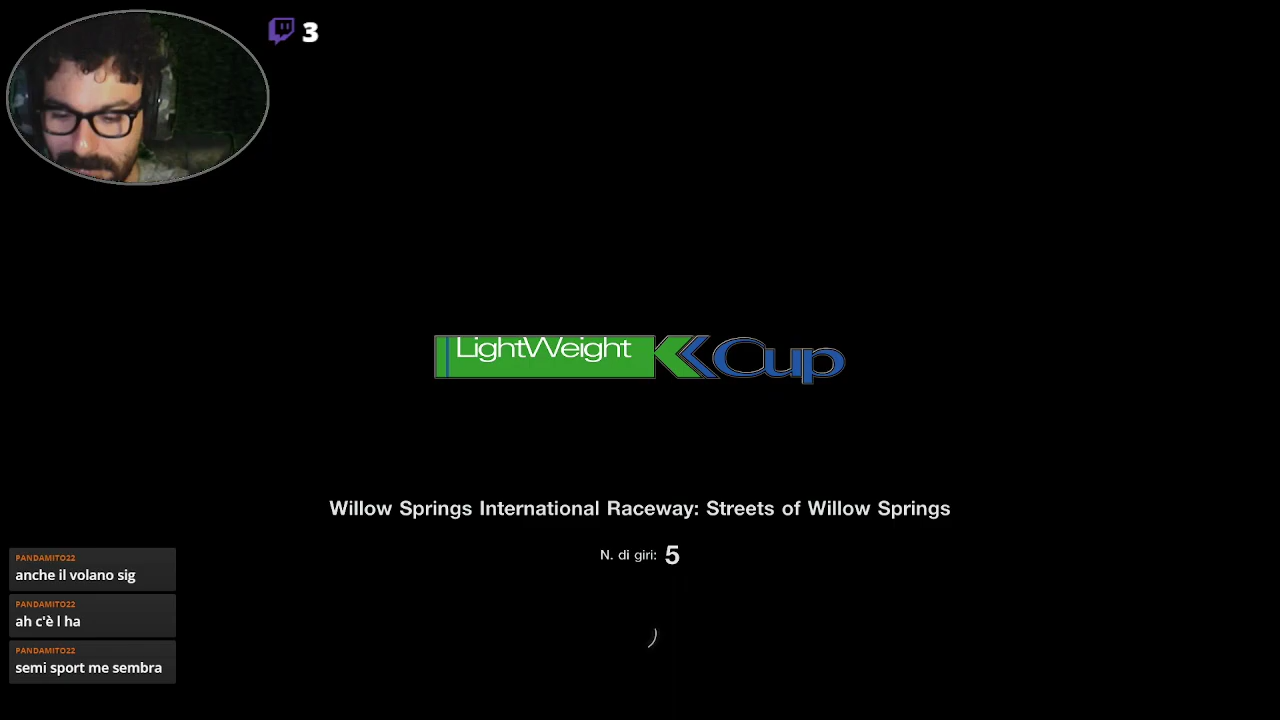 3
LightWeight K Cup
Willow Springs International Raceway: Streets of Willow Springs
N. di giri: 5
PANDAMITO22
anche il volano sig
PANDAMITO22
ah c'è l ha
PANDAMITO22
semi sport me sembra